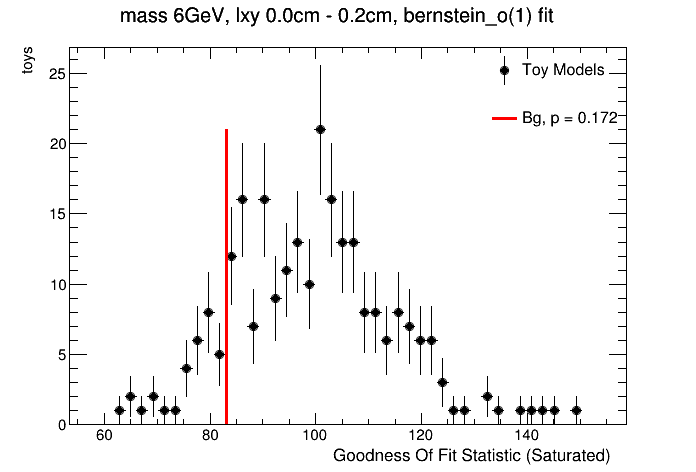 mass 6GeV, lxy 0.0cm - 0.2cm, bernstein_o(1) fit
toys
25
20
15
10
5
0
Toy Models
Bg, p = 0.172
60 80 100 120 140
Goodness Of Fit Statistic (Saturated)